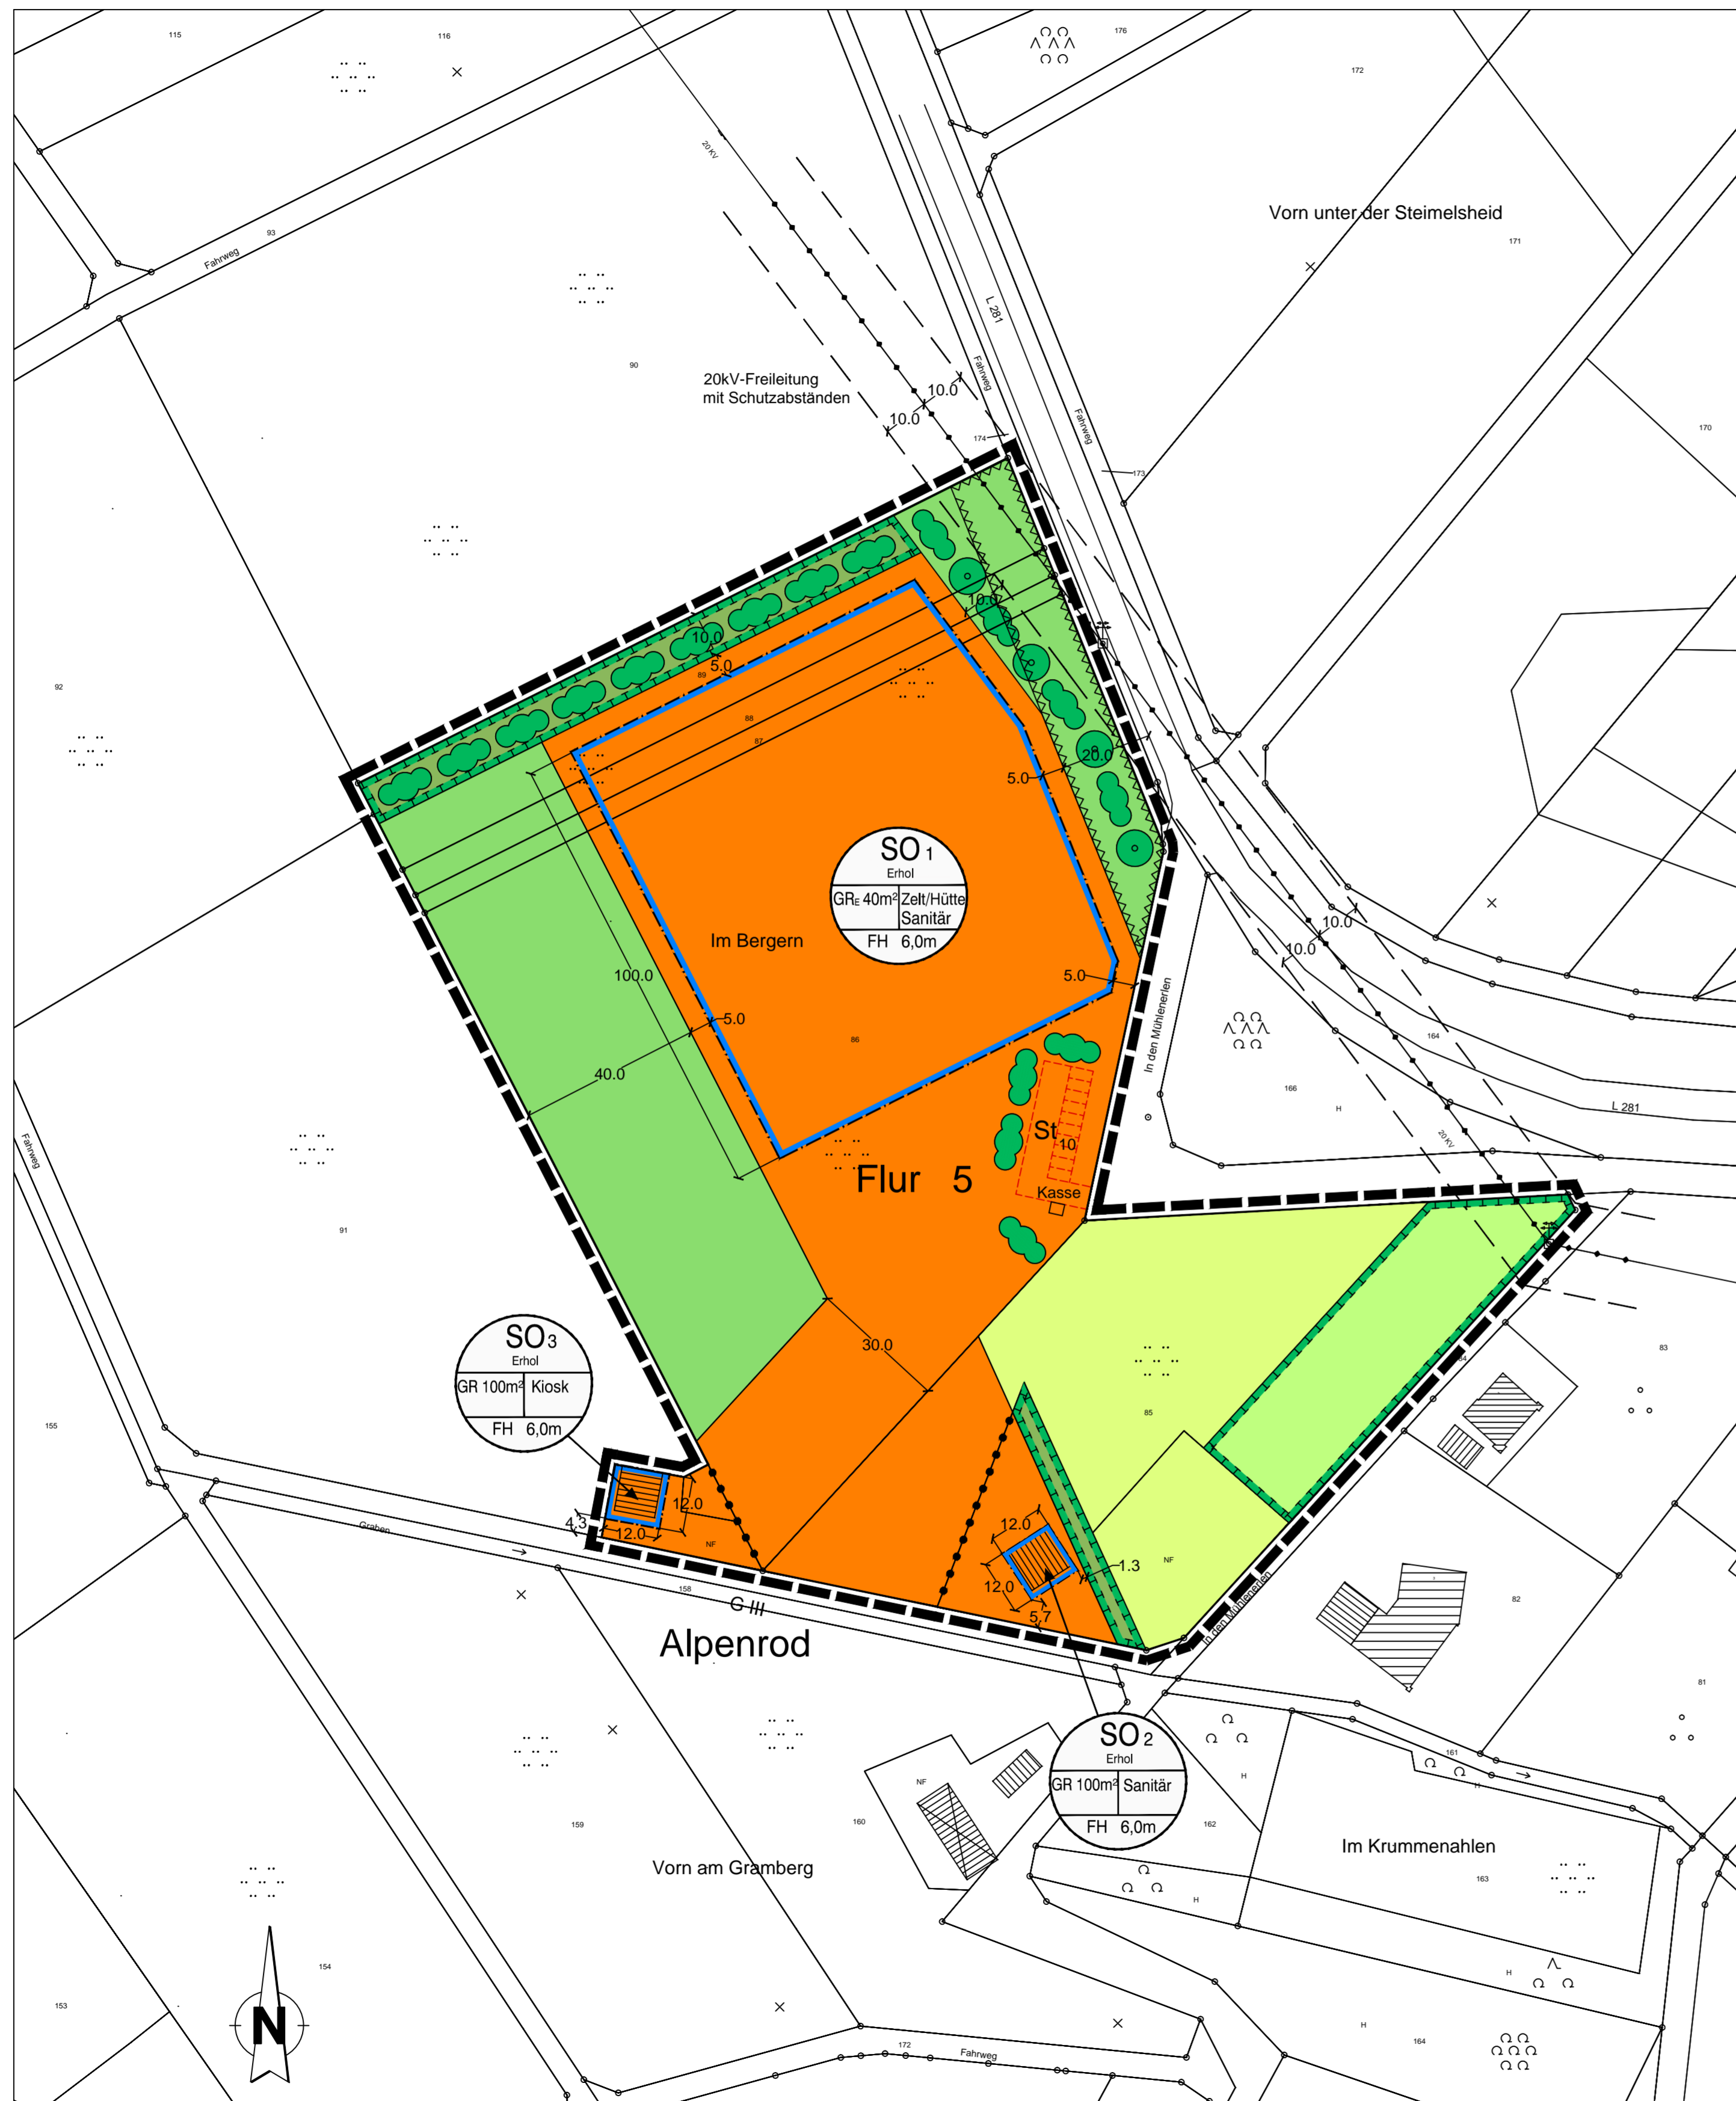 115
116
176
172
20 KV
Vorn unter der Steimelsheid
93
Fahrweg
171
L 281
90
20kV-Freileitung
mit Schutzabständen
Fahrweg
10.0
10.0
Fahrweg
170
174
173
10.0
10.0
5.0
89
92
88
87
20.0
5.0
SO 1
Erhol
GRE 40m² Zelt/Hütte
Sanitär
FH 6,0m
Im Bergern
10.0
10.0
100.0
5.0
5.0
In den Mühlenerlen
86
164
40.0
166
H
L 281
St
10
20 KV
Fahrweg
Flur 5
Kasse
91
SO 3
Erhol
GR 100m² Kiosk
FH 6,0m
30.0
83
84
85
155
12.0
4.3
12.0
NF
12.0
12.0
1.3
5.7
NF
Graben
158
G III
In den Mühlenerlen
82
Alpenrod
81
SO 2
Erhol
GR 100m² Sanitär
FH 6,0m
161
H
H
NF
159
160
162
Im Krummenahlen
Vorn am Gramberg
163
H
154
H
153
N
H
164
172
Fahrweg